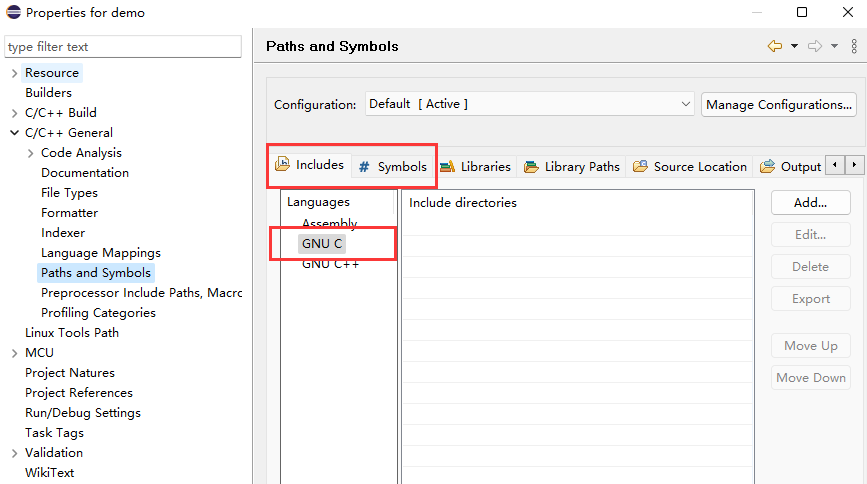 Properties for demo
type filter text
Resource
Builders
C/C++ Build
C/C++ General
Code Analysis
Documentation
File Types
Formatter
Indexer
Language Mappings
Paths and Symbols
Preprocessor Include Paths, Macro
Profiling Categories
Linux Tools Path
MCU
Project Natures
Project References
Run/Debug Settings
Task Tags
Validation
WikiText
Paths and Symbols
Configuration: Default [ Active ] Manage Configurations...
Includes # Symbols Libraries Library Paths Source Location Output
Languages
Assembly
GNU C
GNU C++
Include directories
Add...
Edit...
Delete
Export
Move Up
Move Down